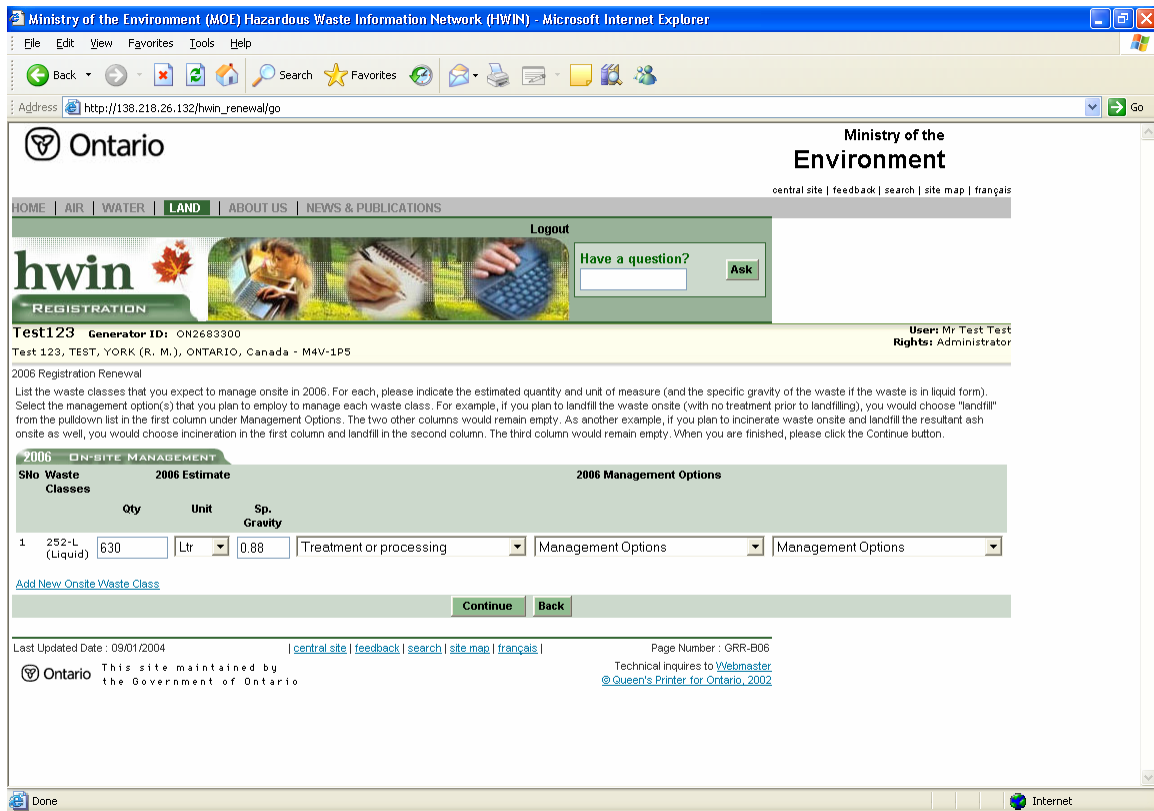 Ministry of the Environment (MOE) Hazardous Waste Information Network (HWIN) - Microsoft Internet Explorer
File Edit View Favorites Tools Help
Back Search Favorites
Address http://138.218.26.132/hwin_renewal/go Go
Ontario
Ministry of the
Environment
central site | feedback | search | site map | français
HOME | AIR | WATER | LAND | ABOUT US | NEWS & PUBLICATIONS
Logout
hwin
REGISTRATION
Have a question?
Ask
Test123 Generator ID: ON2683300
User: Mr Test Test
Test 123, TEST, YORK (R. M.), ONTARIO, Canada - M4V-1P5
Rights: Administrator
2006 Registration Renewal
List the waste classes that you expect to manage onsite in 2006. For each, please indicate the estimated quantity and unit of measure (and the specific gravity of the waste if the waste is in liquid form).
Select the management option(s) that you plan to employ to manage each waste class. For example, if you plan to landfill the waste onsite (with no treatment prior to landfilling), you would choose "landfill"
from the pulldown list in the first column under Management Options. The two other columns would remain empty. As another example, if you plan to incinerate waste onsite and landfill the resultant ash
onsite as well, you would choose incineration in the first column and landfill in the second column. The third column would remain empty. When you are finished, please click the Continue button.
2006 ON-SITE MANAGEMENT
SNo Waste Classes 2006 Estimate 2006 Management Options
Qty Unit Sp. Gravity
1 252-L (Liquid) 630 Ltr 0.88 Treatment or processing Management Options Management Options
Add New Onsite Waste Class
Continue Back
Last Updated Date : 09/01/2004 | central site | feedback | search | site map | français | Page Number : GRR-B06
Ontario
This site maintained by
the Government of Ontario
Technical inquires to Webmaster
© Queen's Printer for Ontario, 2002
Done Internet